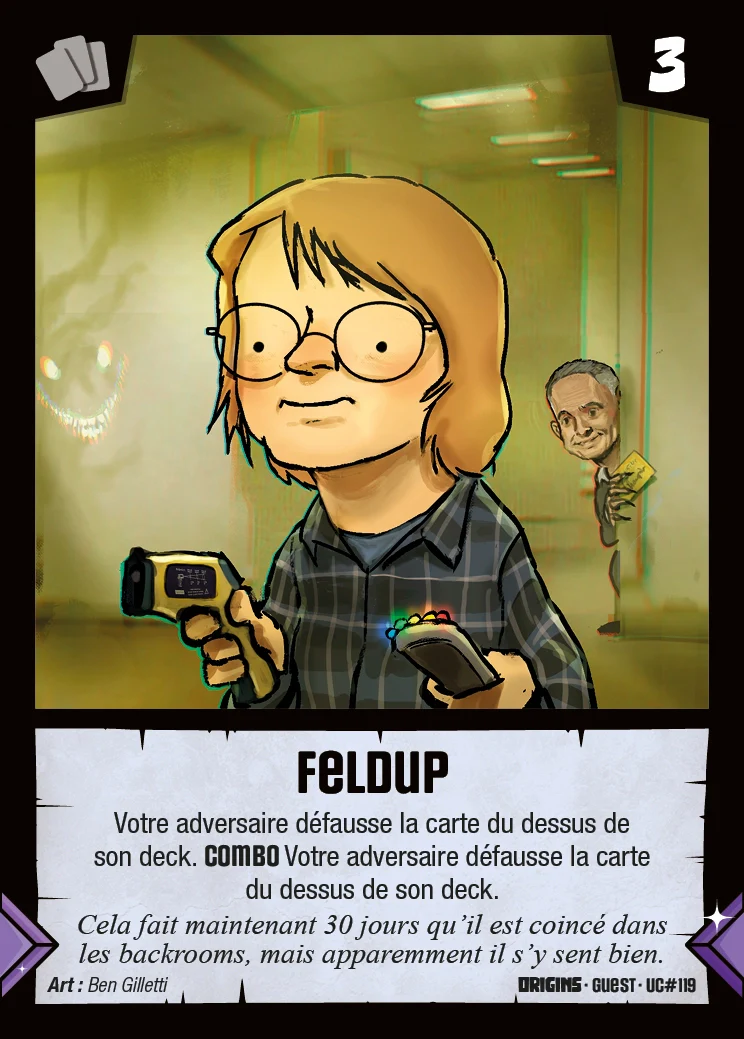 3
FELDUP
Votre adversaire défausse la carte du dessus de
son deck. COMBO Votre adversaire défausse la carte
du dessus de son deck.
Cela fait maintenant 30 jours qu’il est coincé dans
les backrooms, mais apparemment il s’y sent bien.
Art : Ben Gilletti
ORIGINS · GUEST · UC#119